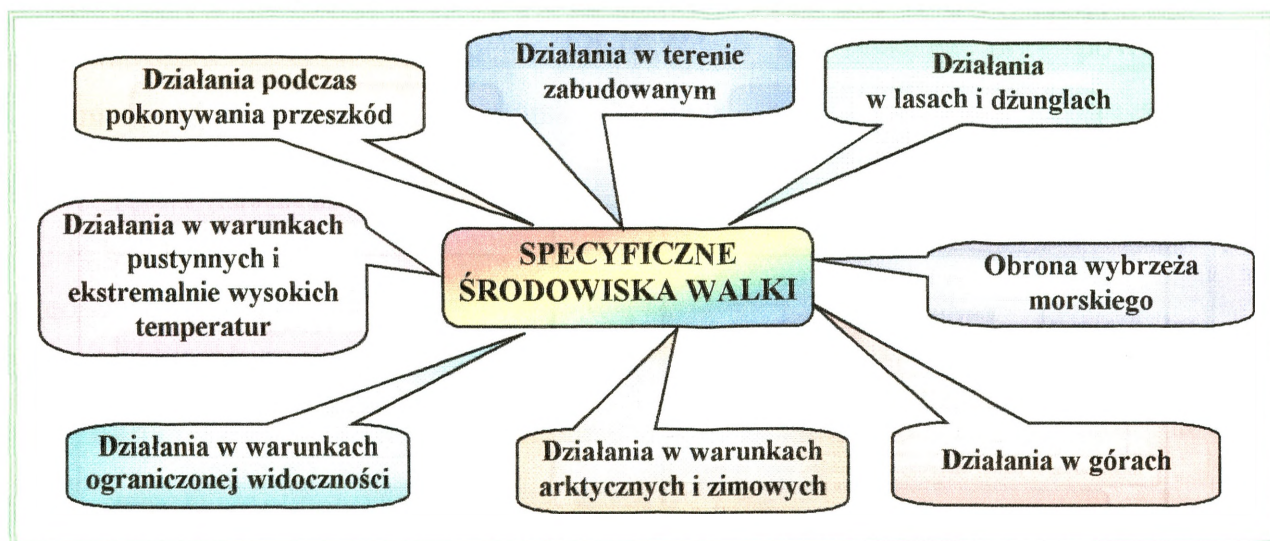 Działania podczas
pokonywania przeszkód
Działania w terenie
zabudowanym
Działania
w lasach i dżunglach
Działania w warunkach
pustynnych i
ekstremalnie wysokich
temperatur
SPECYFICZNE
ŚRODOWISKA WALKI
Obrona wybrzeża
morskiego
Działania w warunkach
ograniczonej widoczności
Działania w warunkach
arktycznych i zimowych
Działania w górach